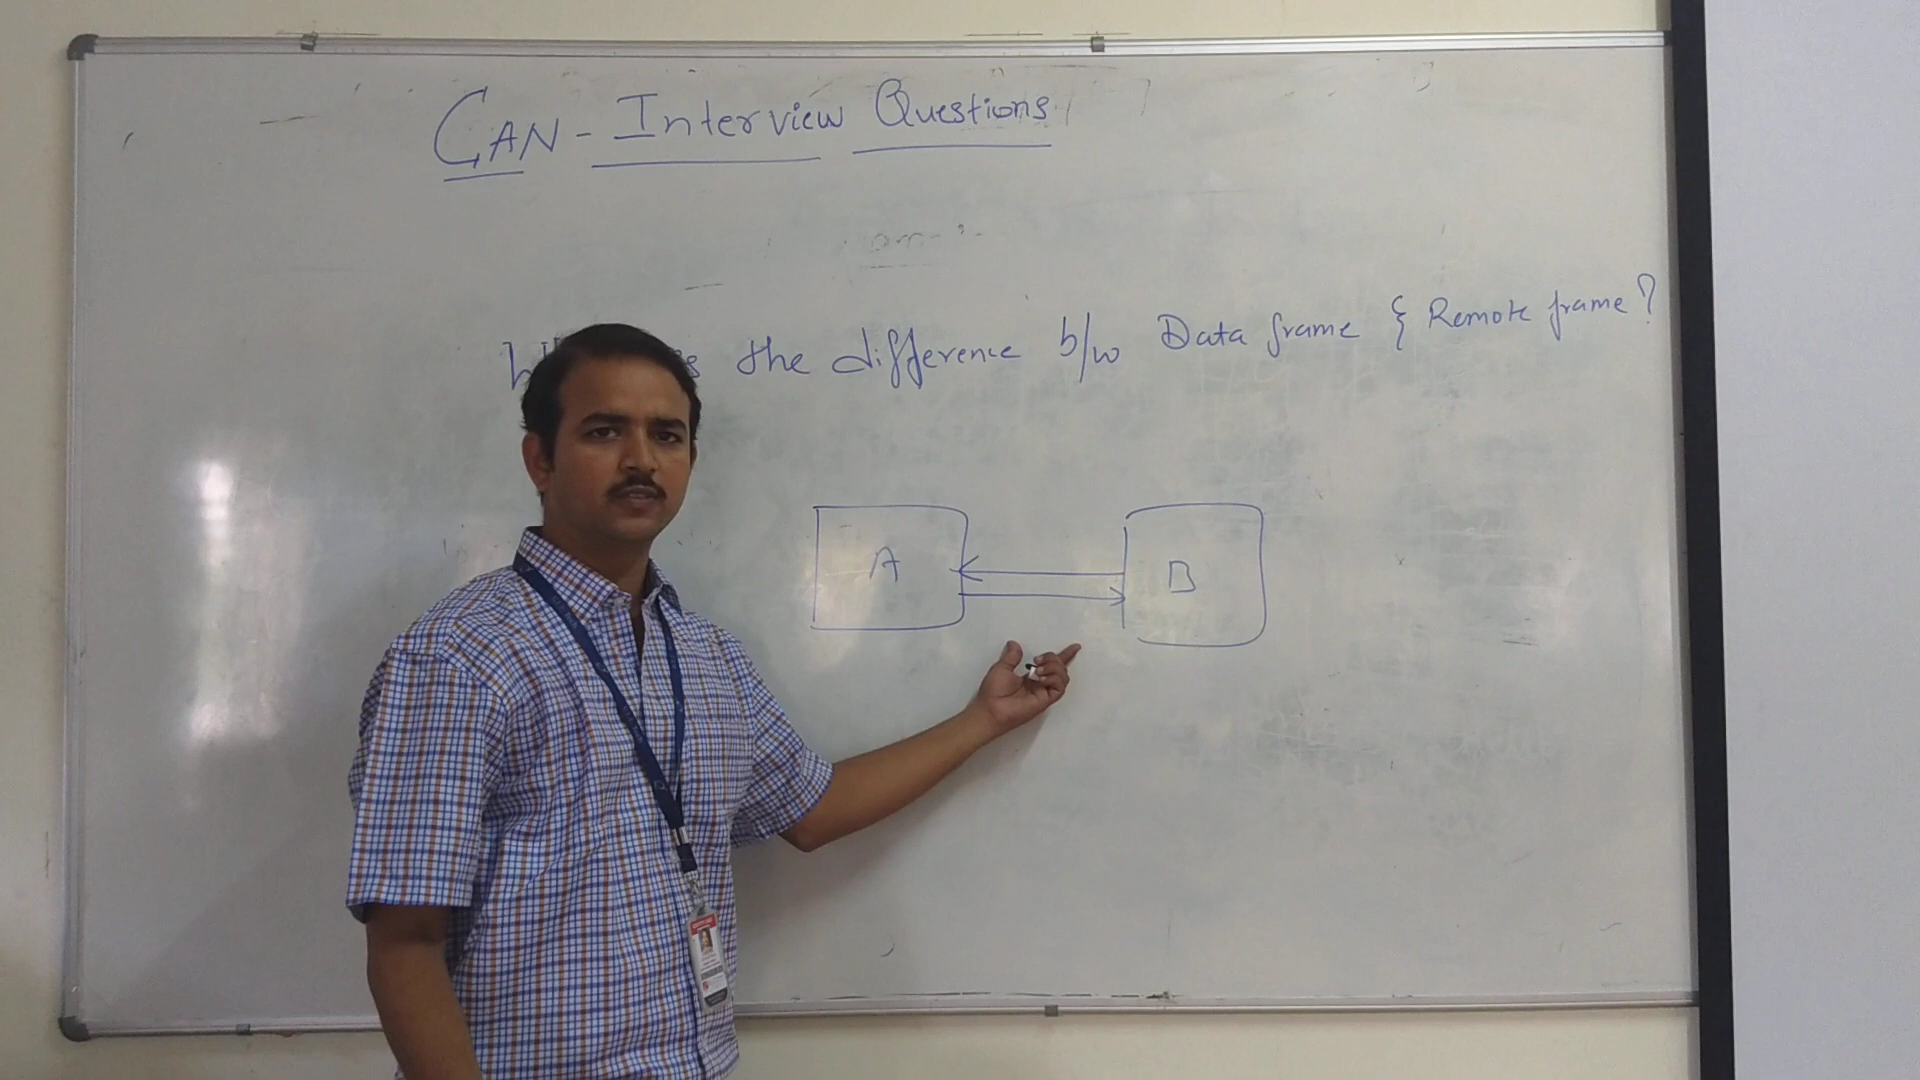 CAN - Interview Questions
the difference b/w Data frame & Remote frame?
A
B